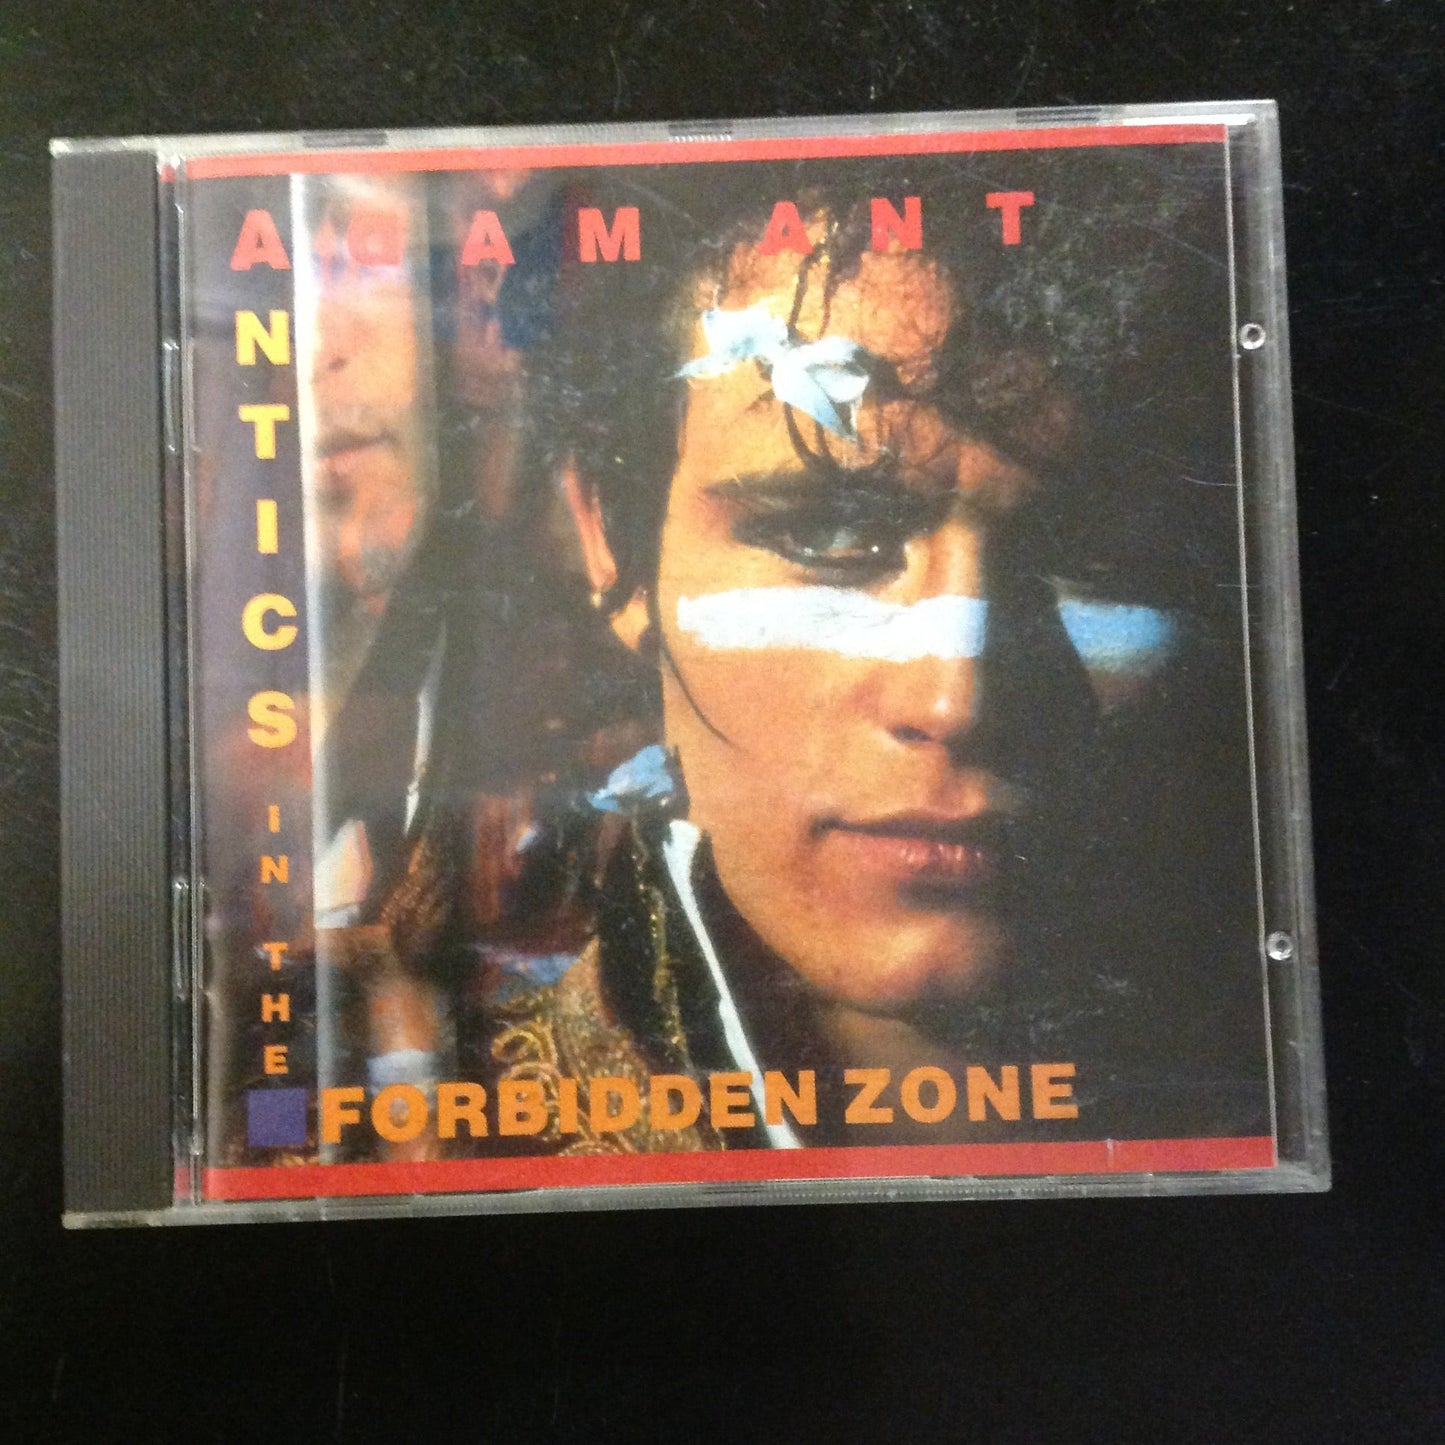 ADAM ANT
ANTICS
IN THE
FORBIDDEN ZONE